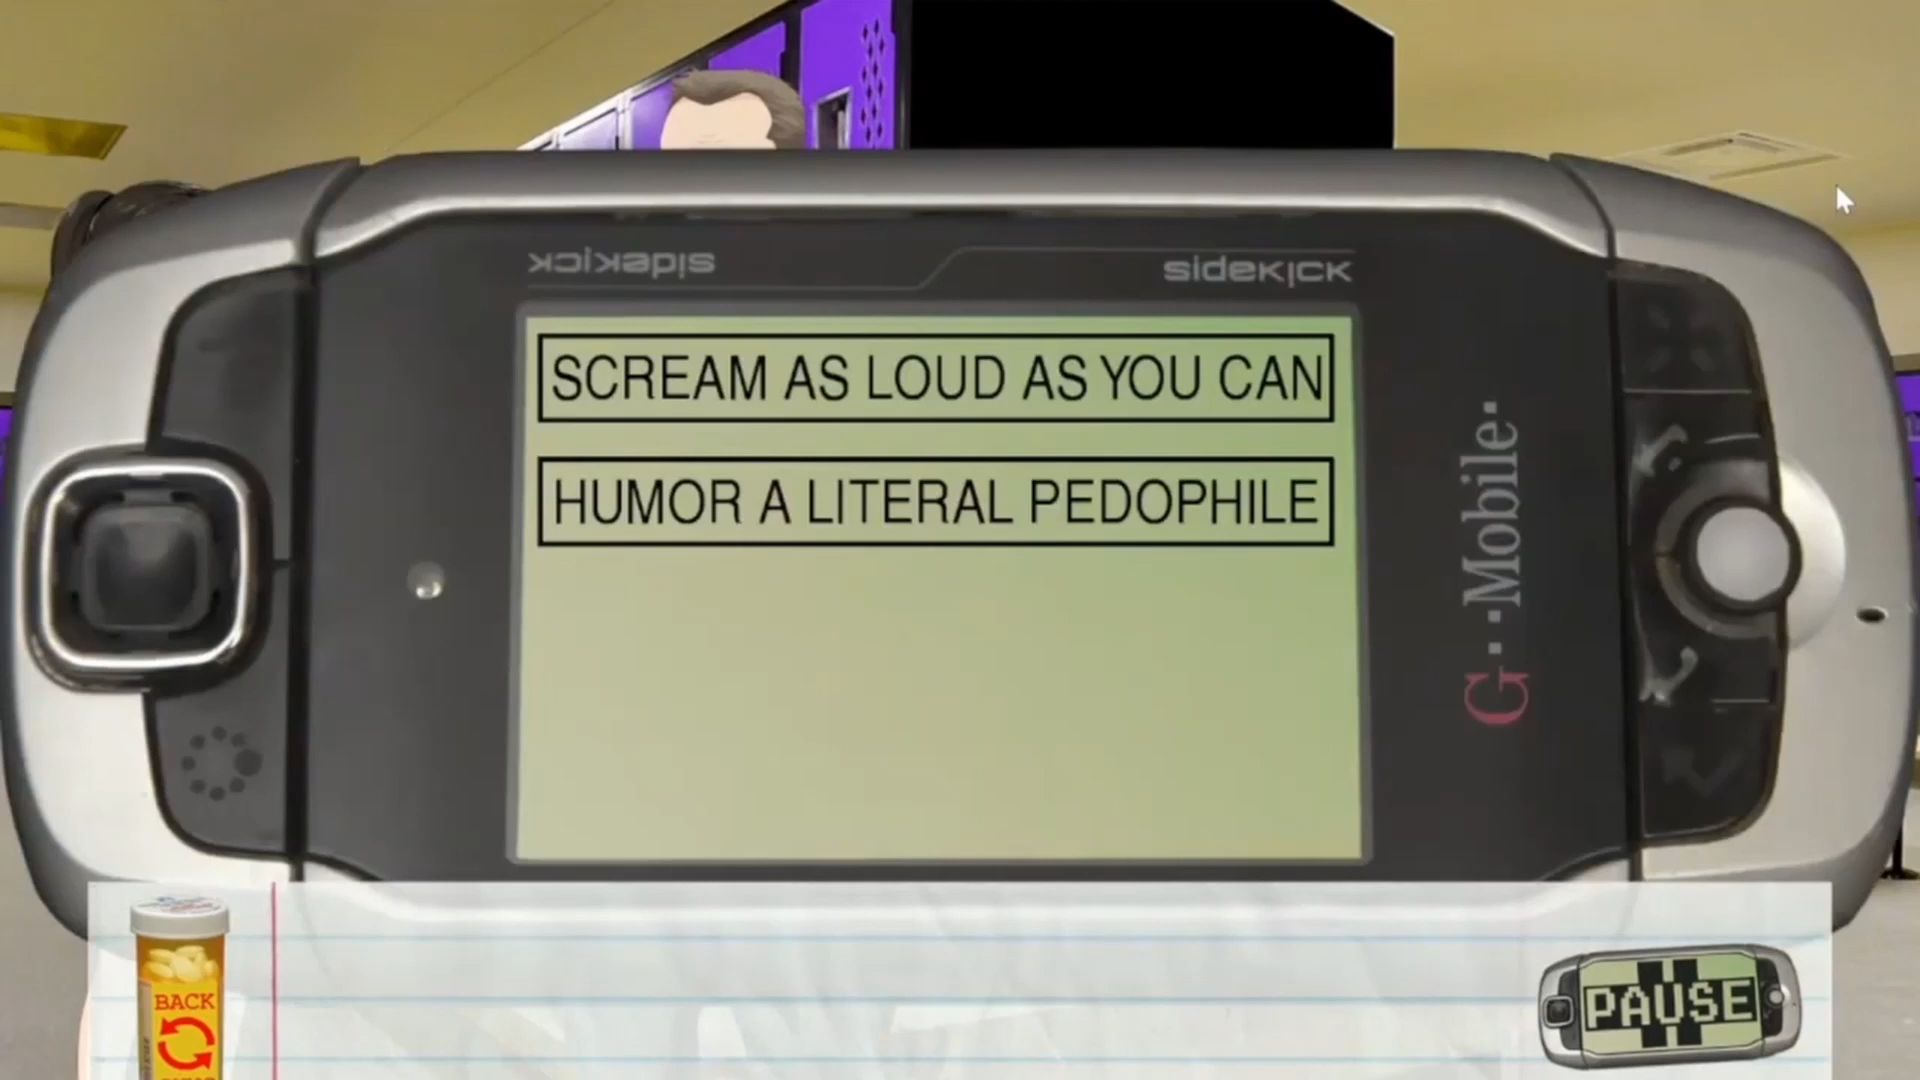 sidekick
sidekick
SCREAM AS LOUD AS YOU CAN
HUMOR A LITERAL PEDOPHILE
G··Mobile·
BACK
PAUSE